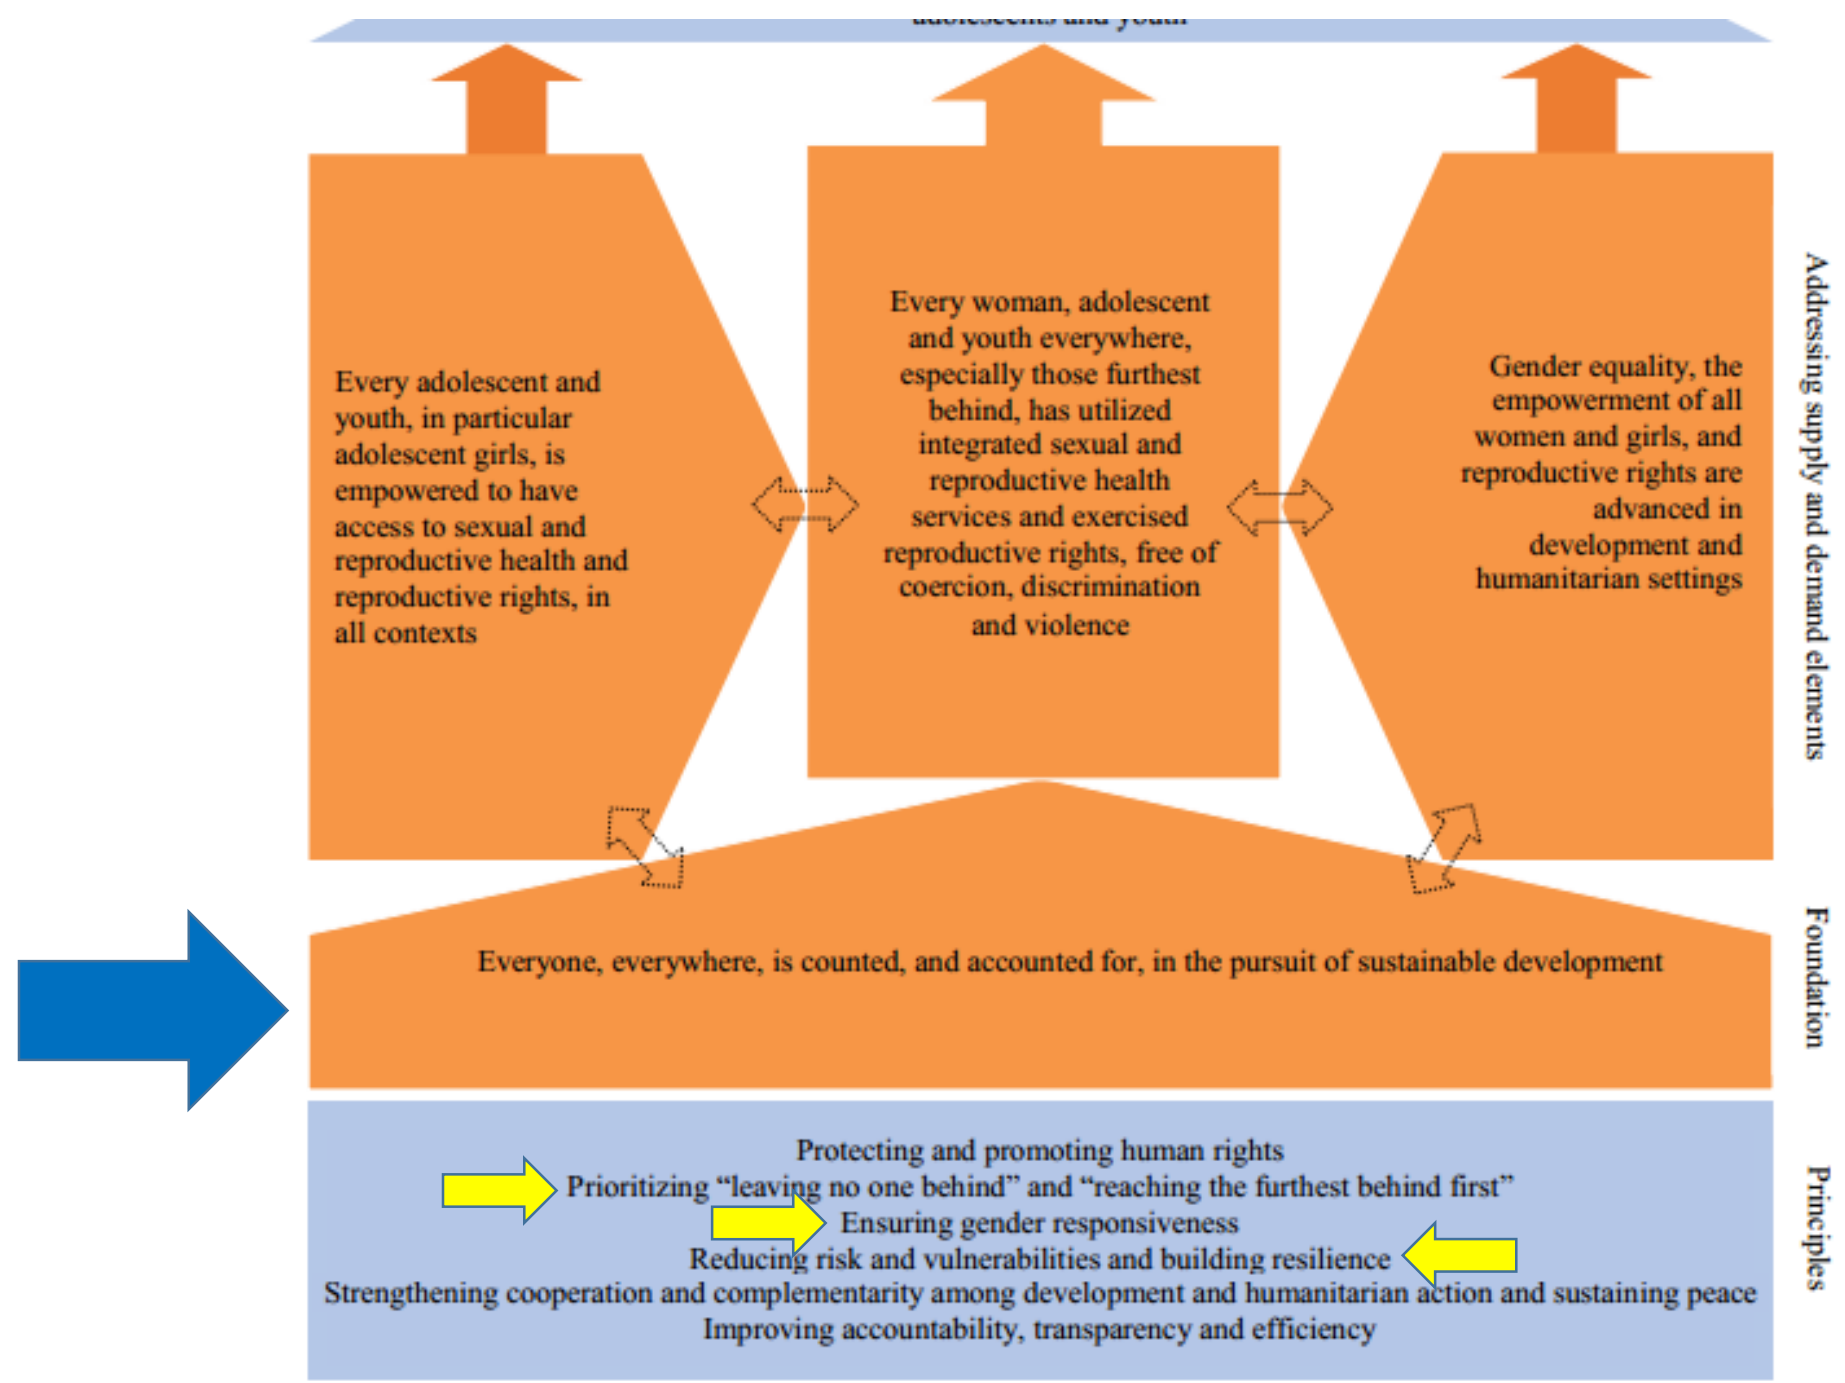 adolescents and youth
Every adolescent and
youth, in particular
adolescent girls, is
empowered to have
access to sexual and
reproductive health and
reproductive rights, in
all contexts
Every woman, adolescent
and youth everywhere,
especially those furthest
behind, has utilized
integrated sexual and
reproductive health
services and exercised
reproductive rights, free of
coercion, discrimination
and violence
Gender equality, the
empowerment of all
women and girls, and
reproductive rights are
advanced in
development and
humanitarian settings
Addressing supply and demand elements
Everyone, everywhere, is counted, and accounted for, in the pursuit of sustainable development
Foundation
Protecting and promoting human rights
Prioritizing “leaving no one behind” and “reaching the furthest behind first”
Ensuring gender responsiveness
Reducing risk and vulnerabilities and building resilience
Strengthening cooperation and complementarity among development and humanitarian action and sustaining peace
Improving accountability, transparency and efficiency
Principles